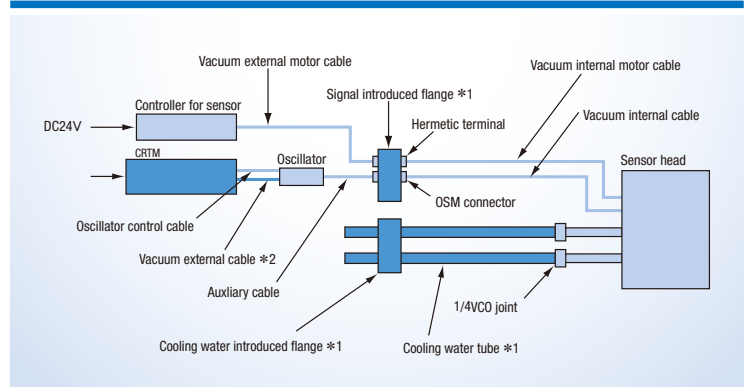 Vacuum external motor cable
Vacuum internal motor cable
Signal introduced flange *1
Controller for sensor
Vacuum internal cable
Hermetic terminal
DC24V
CRTM
Oscillator
Sensor head
OSM connector
Oscillator control cable
Vacuum external cable *2
Auxliary cable
1/4VCO joint
Cooling water introduced flange *1
Cooling water tube *1